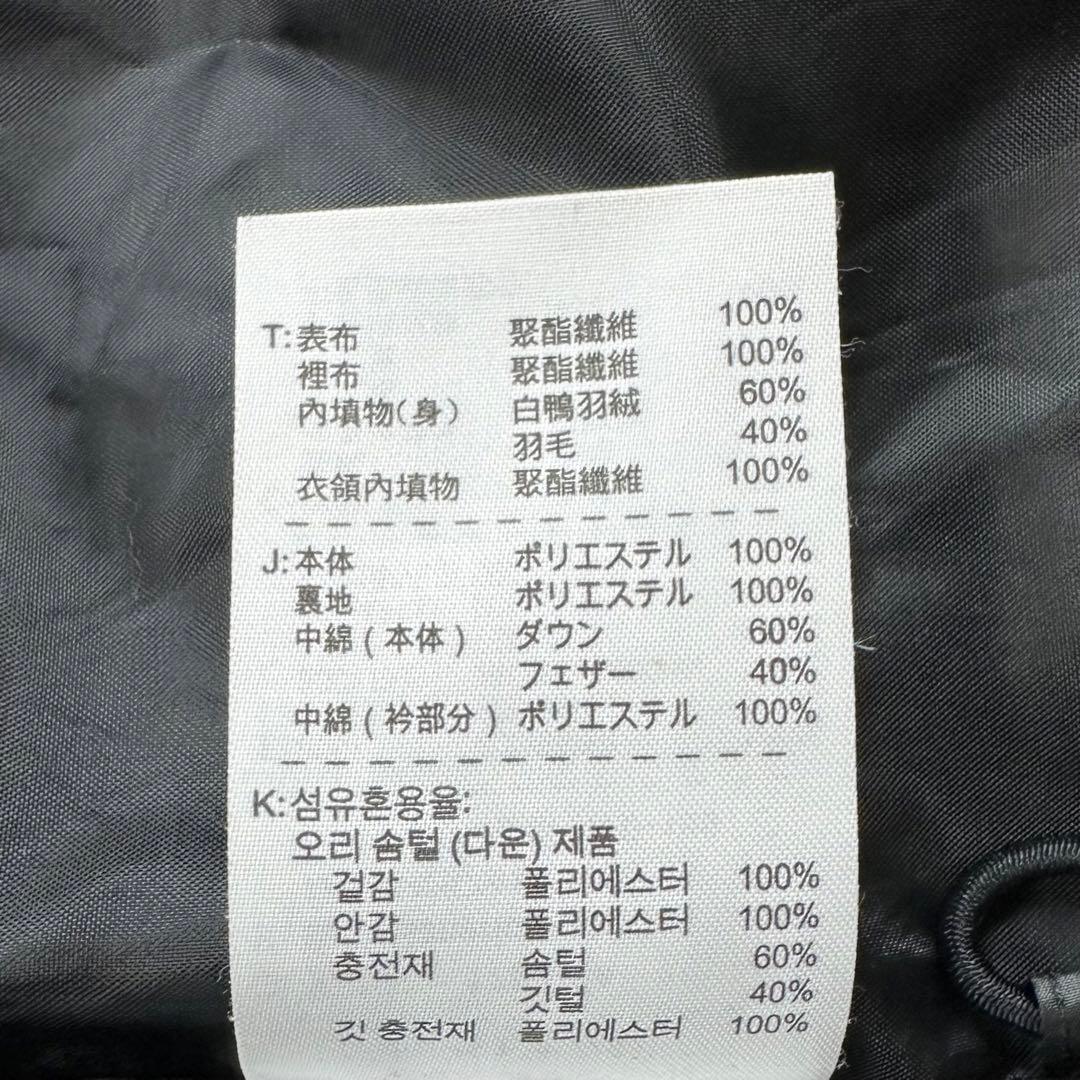 T:表布 聚酯纖維 100%
裡布 聚酯纖維 100%
內填物(身) 白鴨羽絨 60%
羽毛 40%
衣領內填物 聚酯纖維 100%
J:本体 ポリエステル 100%
裏地 ポリエステル 100%
中綿(本体) ダウン 60%
フェザー 40%
中綿(衿部分) ポリエステル 100%
K:섬유혼용율:
오리 솜털 (다운) 제품
겉감 폴리에스터 100%
안감 폴리에스터 100%
충전재 솜털 60%
깃털 40%
깃 충전재 폴리에스터 100%